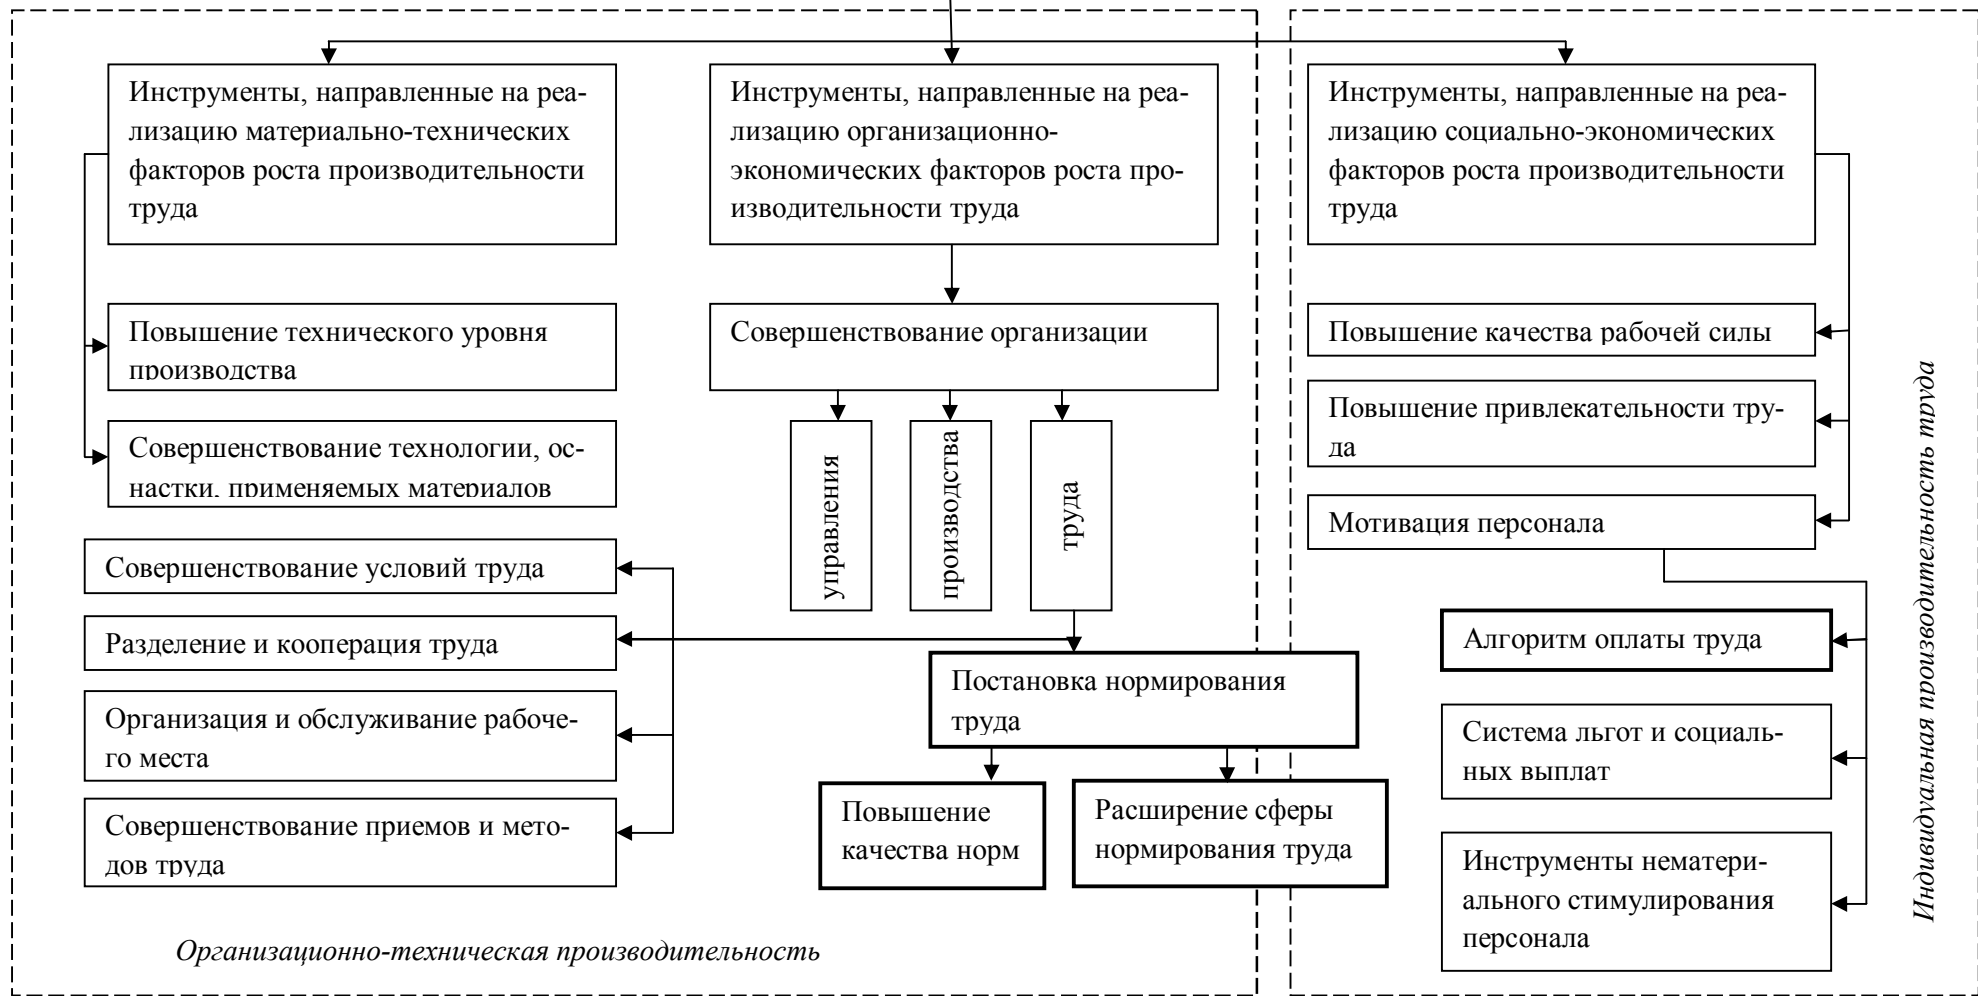 Инструменты, направленные на реа-
лизацию материально-технических
факторов роста производительности
труда
Инструменты, направленные на реа-
лизацию организационно-
экономических факторов роста про-
изводительности труда
Инструменты, направленные на реа-
лизацию социально-экономических
факторов роста производительности
труда
Повышение технического уровня
производства
Совершенствование технологии, ос-
настки, применяемых материалов
Совершенствование организации
управления
производства
труда
Повышение качества рабочей силы
Повышение привлекательности тру-
да
Мотивация персонала
Совершенствование условий труда
Разделение и кооперация труда
Организация и обслуживание рабоче-
го места
Совершенствование приемов и мето-
дов труда
Постановка нормирования
труда
Повышение
качества норм
Расширение сферы
нормирования труда
Алгоритм оплаты труда
Система льгот и социаль-
ных выплат
Инструменты нематери-
ального стимулирования
персонала
Организационно-техническая производительность
Индивидуальная производительность труда